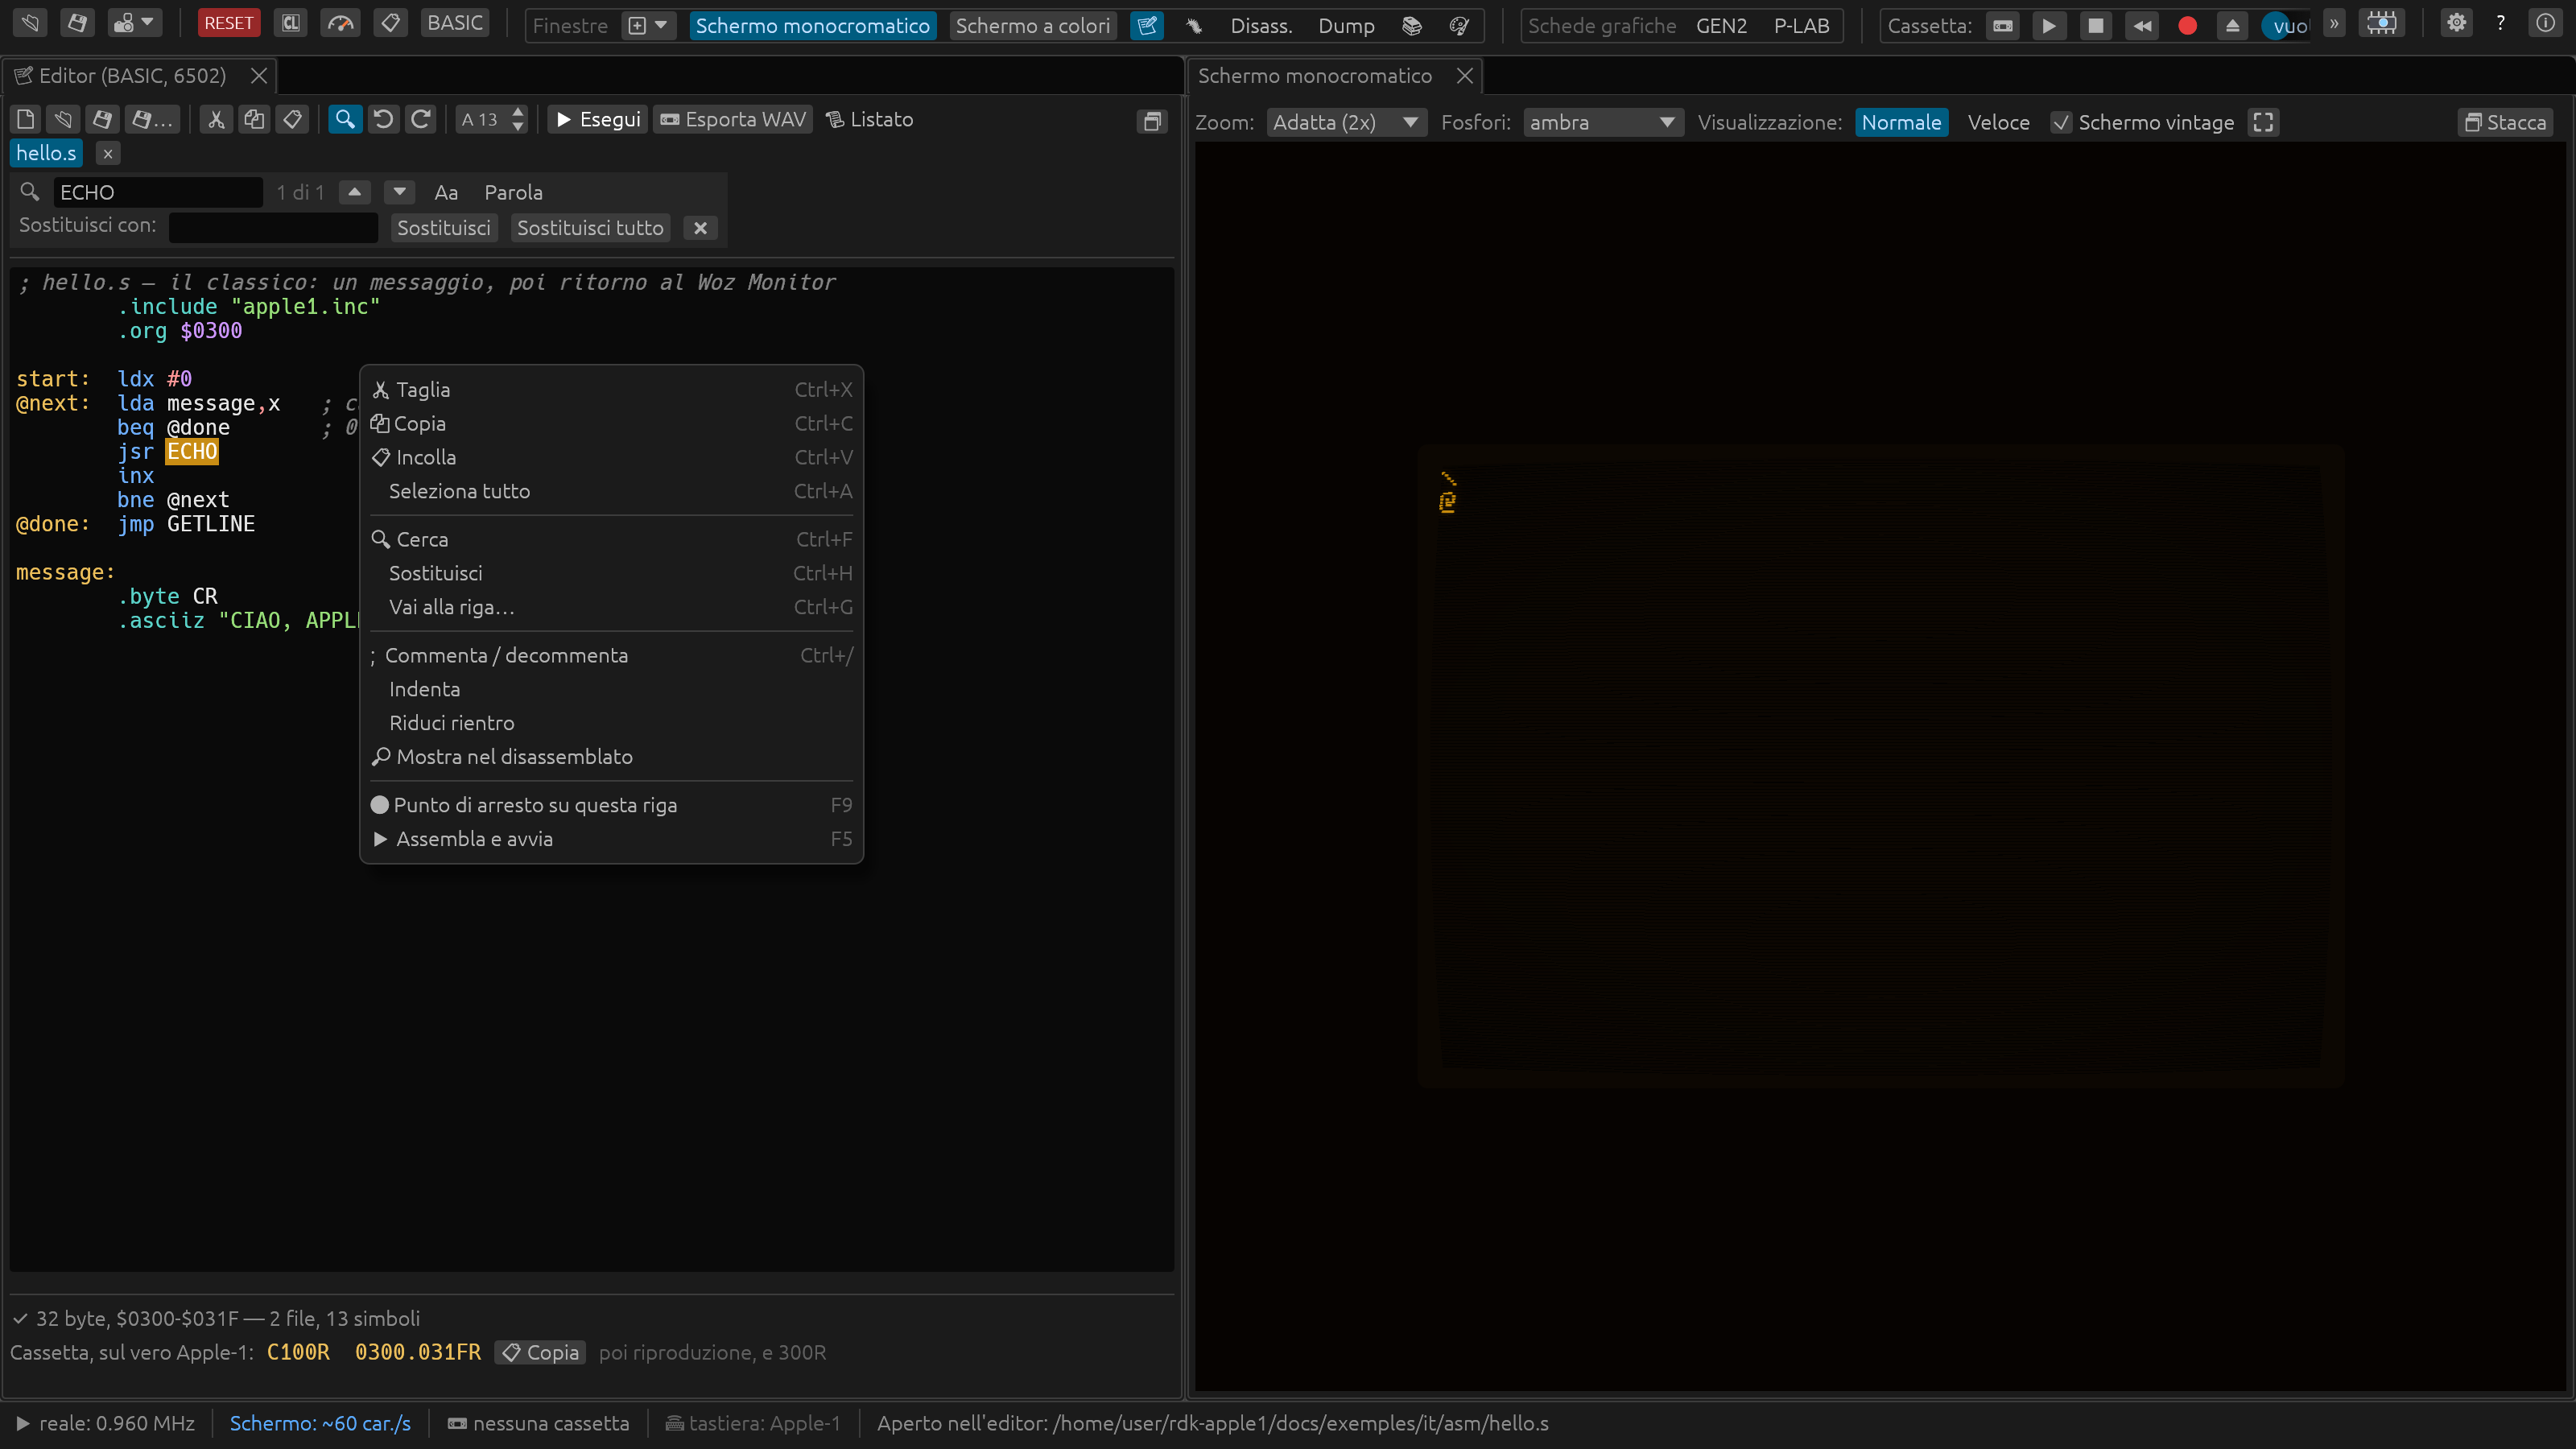 RESET BASIC Finestre Schermo monocromatico Schermo a colori Disass. Dump Schede grafiche GEN2 P-LAB Cassetta: » ?
Editor (BASIC, 6502)
A 13 Esegui Esporta WAV Listato
hello.s ×
ECHO 1 di 1 Aa Parola
Sostituisci con: Sostituisci Sostituisci tutto
; hello.s — il classico: un messaggio, poi ritorno al Woz Monitor
.include "apple1.inc"
.org $0300
start: ldx #0
@next: lda message,x ;
beq @done ; 0
jsr ECHO
inx
bne @next
@done: jmp GETLINE
message:
.byte CR
.asciiz "CIAO,
Taglia Ctrl+X
Copia Ctrl+C
Incolla Ctrl+V
Seleziona tutto Ctrl+A
Cerca Ctrl+F
Sostituisci Ctrl+H
Vai alla riga… Ctrl+G
; Commenta / decommenta Ctrl+/
Indenta
Riduci rientro
Mostra nel disassemblato
Punto di arresto su questa riga F9
Assembla e avvia F5
✓ 32 byte, $0300-$031F — 2 file, 13 simboli
Cassetta, sul vero Apple-1: C100R 0300.031FR Copia poi riproduzione, e 300R
Schermo monocromatico
Zoom: Adatta (2x) Fosfori: ambra Visualizzazione: Normale Veloce ✓ Schermo vintage Stacca
\
@
reale: 0.960 MHz Schermo: ~60 car./s nessuna cassetta tastiera: Apple-1 Aperto nell'editor: /home/user/rdk-apple1/docs/exemples/it/asm/hello.s